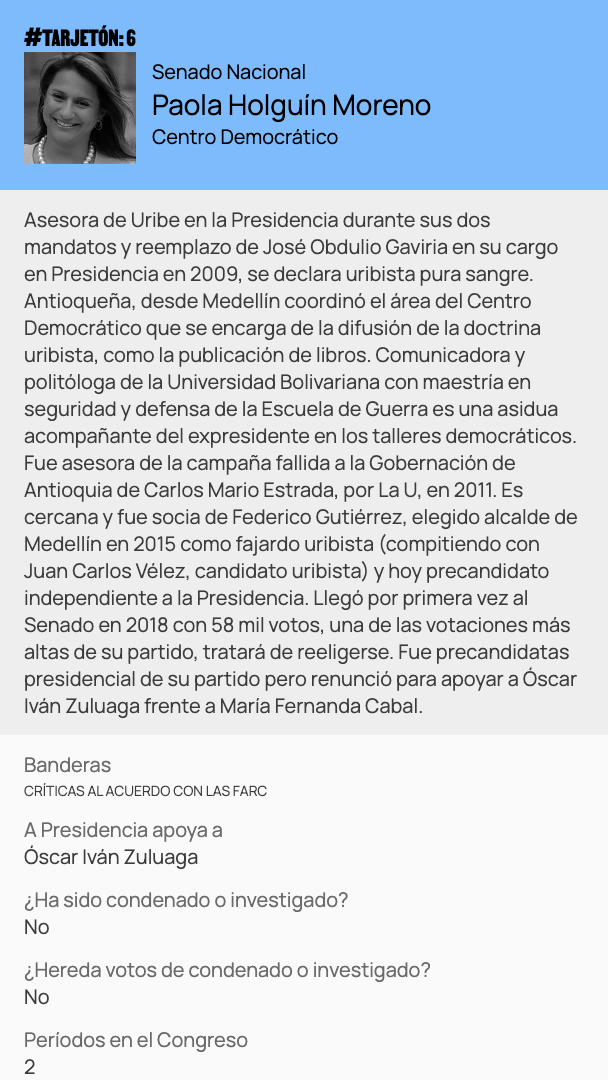 #TARJETÓN: 6
Senado Nacional
Paola Holguín Moreno
Centro Democrático
Asesora de Uribe en la Presidencia durante sus dos
mandatos y reemplazo de José Obdulio Gaviria en su cargo
en Presidencia en 2009, se declara uribista pura sangre.
Antioqueña, desde Medellín coordinó el área del Centro
Democrático que se encarga de la difusión de la doctrina
uribista, como la publicación de libros. Comunicadora y
politóloga de la Universidad Bolivariana con maestría en
seguridad y defensa de la Escuela de Guerra es una asidua
acompañante del expresidente en los talleres democráticos.
Fue asesora de la campaña fallida a la Gobernación de
Antioquia de Carlos Mario Estrada, por La U, en 2011. Es
cercana y fue socia de Federico Gutiérrez, elegido alcalde de
Medellín en 2015 como fajardo uribista (compitiendo con
Juan Carlos Vélez, candidato uribista) y hoy precandidato
independiente a la Presidencia. Llegó por primera vez al
Senado en 2018 con 58 mil votos, una de las votaciones más
altas de su partido, tratará de reeligerse. Fue precandidatas
presidencial de su partido pero renunció para apoyar a Óscar
Iván Zuluaga frente a María Fernanda Cabal.
Banderas
CRÍTICAS AL ACUERDO CON LAS FARC
A Presidencia apoya a
Óscar Iván Zuluaga
¿Ha sido condenado o investigado?
No
¿Hereda votos de condenado o investigado?
No
Períodos en el Congreso
2